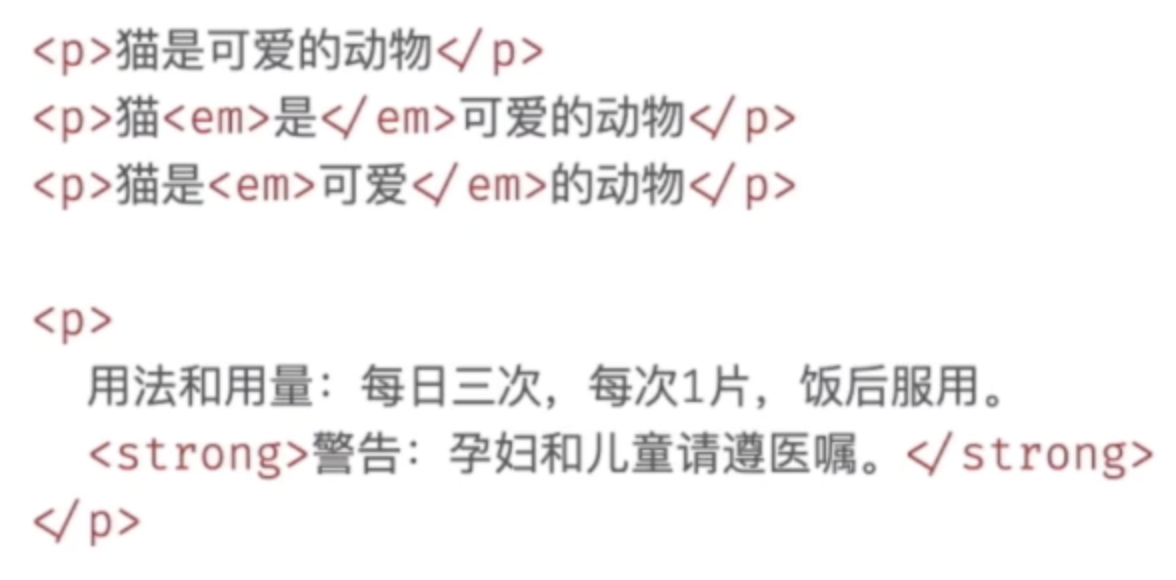 <p>猫是可爱的动物</p>
<p>猫<em>是</em>可爱的动物</p>
<p>猫是<em>可爱</em>的动物</p>
<p>
用法和用量：每日三次，每次1片，饭后服用。
<strong>警告：孕妇和儿童请遵医嘱。</strong>
</p>